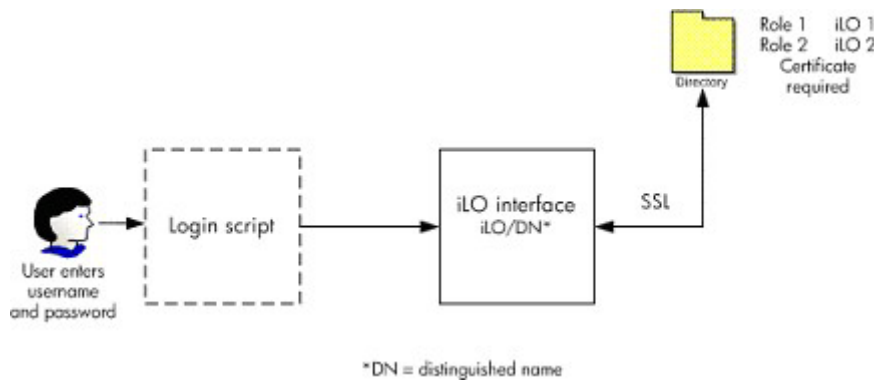 Role 1 iLO 1
Role 2 iLO 2
Certificate
required
Directory
Login script
iLO interface
iLO/DN*
SSL
User enters
username
and password
*DN = distinguished name